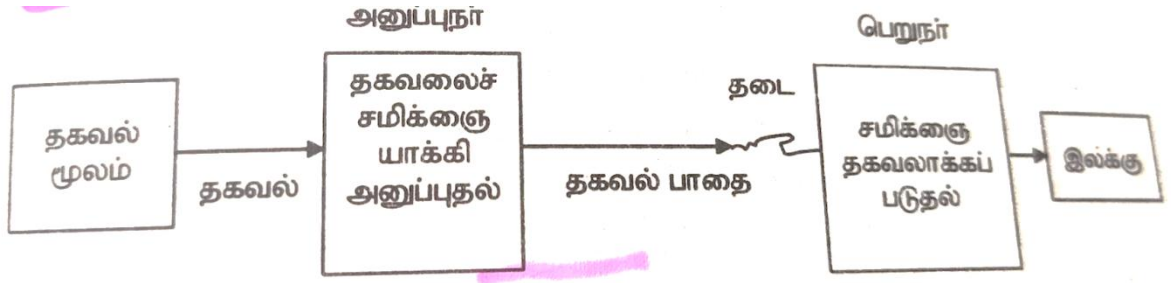 அனுப்புநர்
பெறுநர்
தகவல்
மூலம்
தகவல்
தகவலைச்
சமிக்ஞை
யாக்கி
அனுப்புதல்
தகவல் பாதை
தடை
சமிக்ஞை
தகவலாக்கப்
படுதல்
இலக்கு